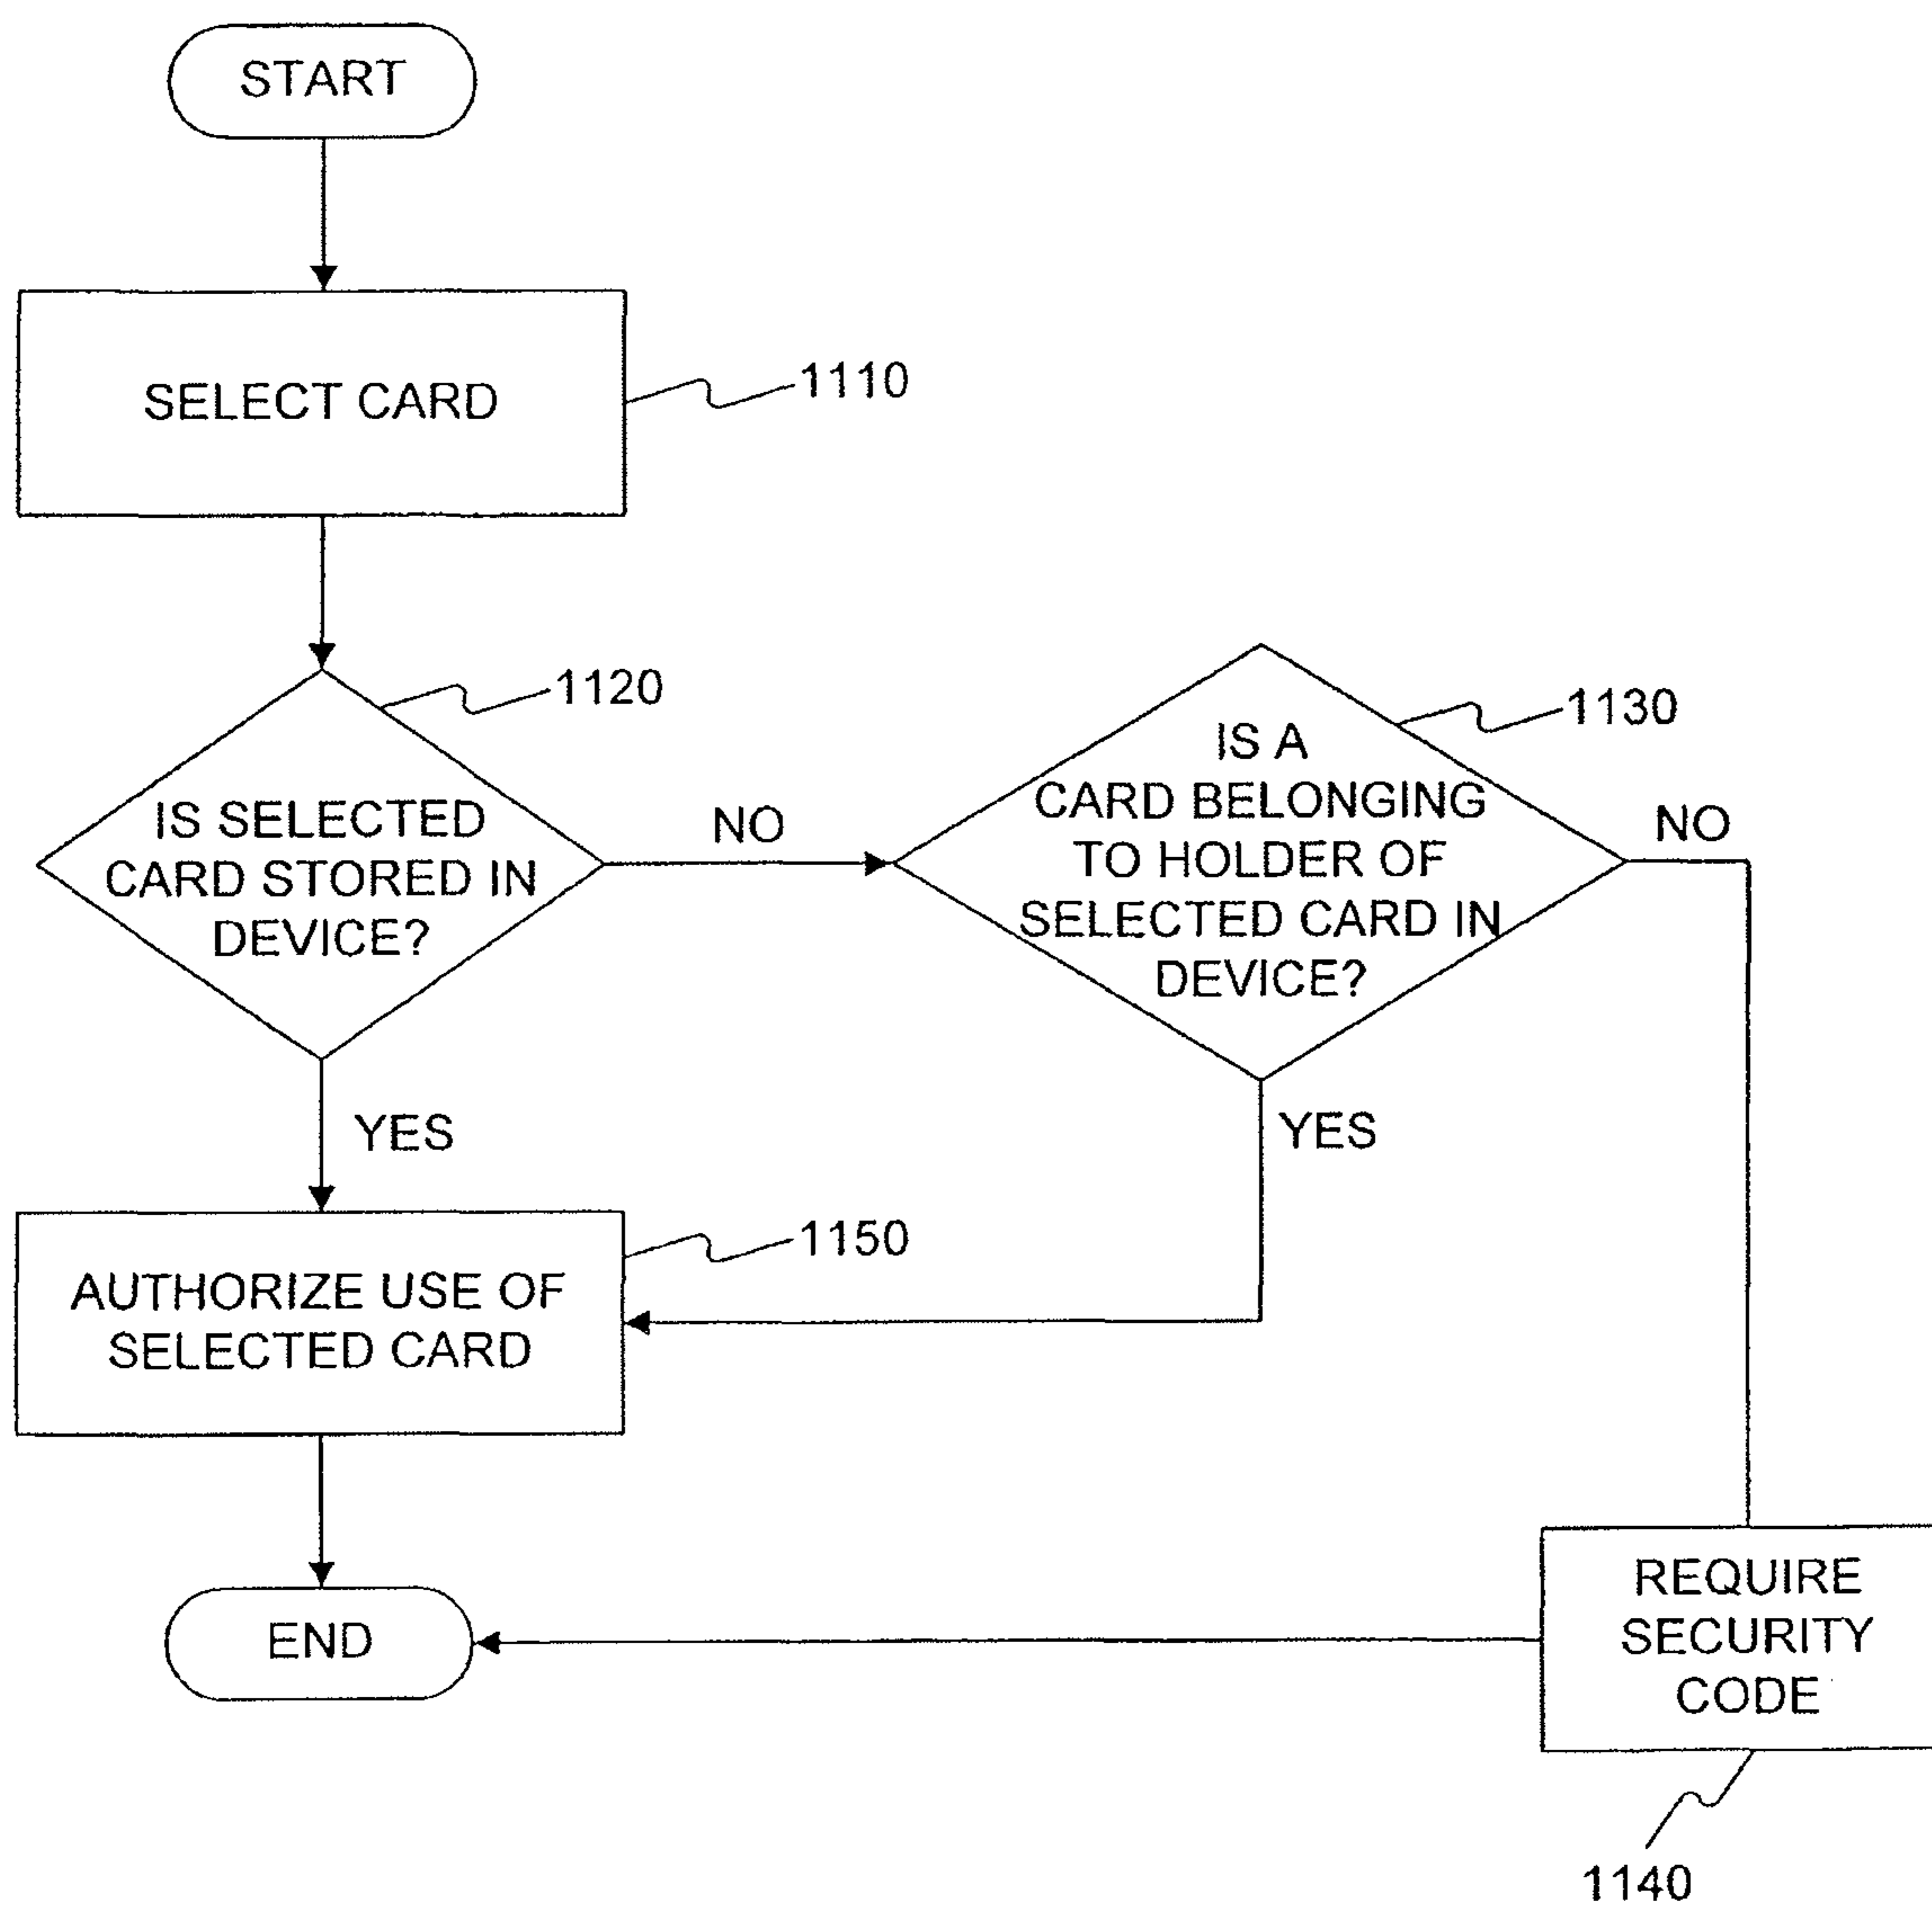 START
SELECT CARD
1110
1120
IS SELECTED
CARD STORED IN
DEVICE?
NO
1130
IS A
CARD BELONGING
TO HOLDER OF
SELECTED CARD IN
DEVICE?
NO
YES
YES
1150
AUTHORIZE USE OF
SELECTED CARD
END
REQUIRE
SECURITY
CODE
1140